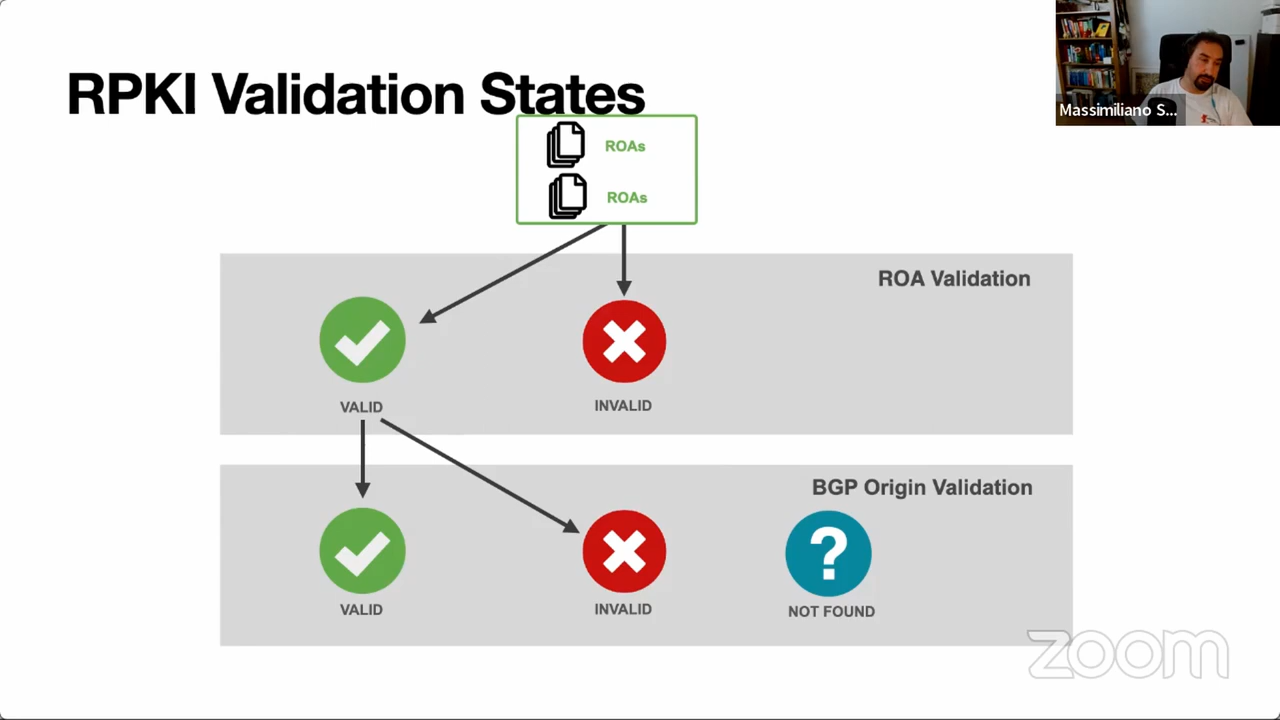 RPKI Validation States
Massimiliano S...
ROAs
ROAs
ROA Validation
VALID
INVALID
BGP Origin Validation
?
VALID
INVALID
NOT FOUND
zoom